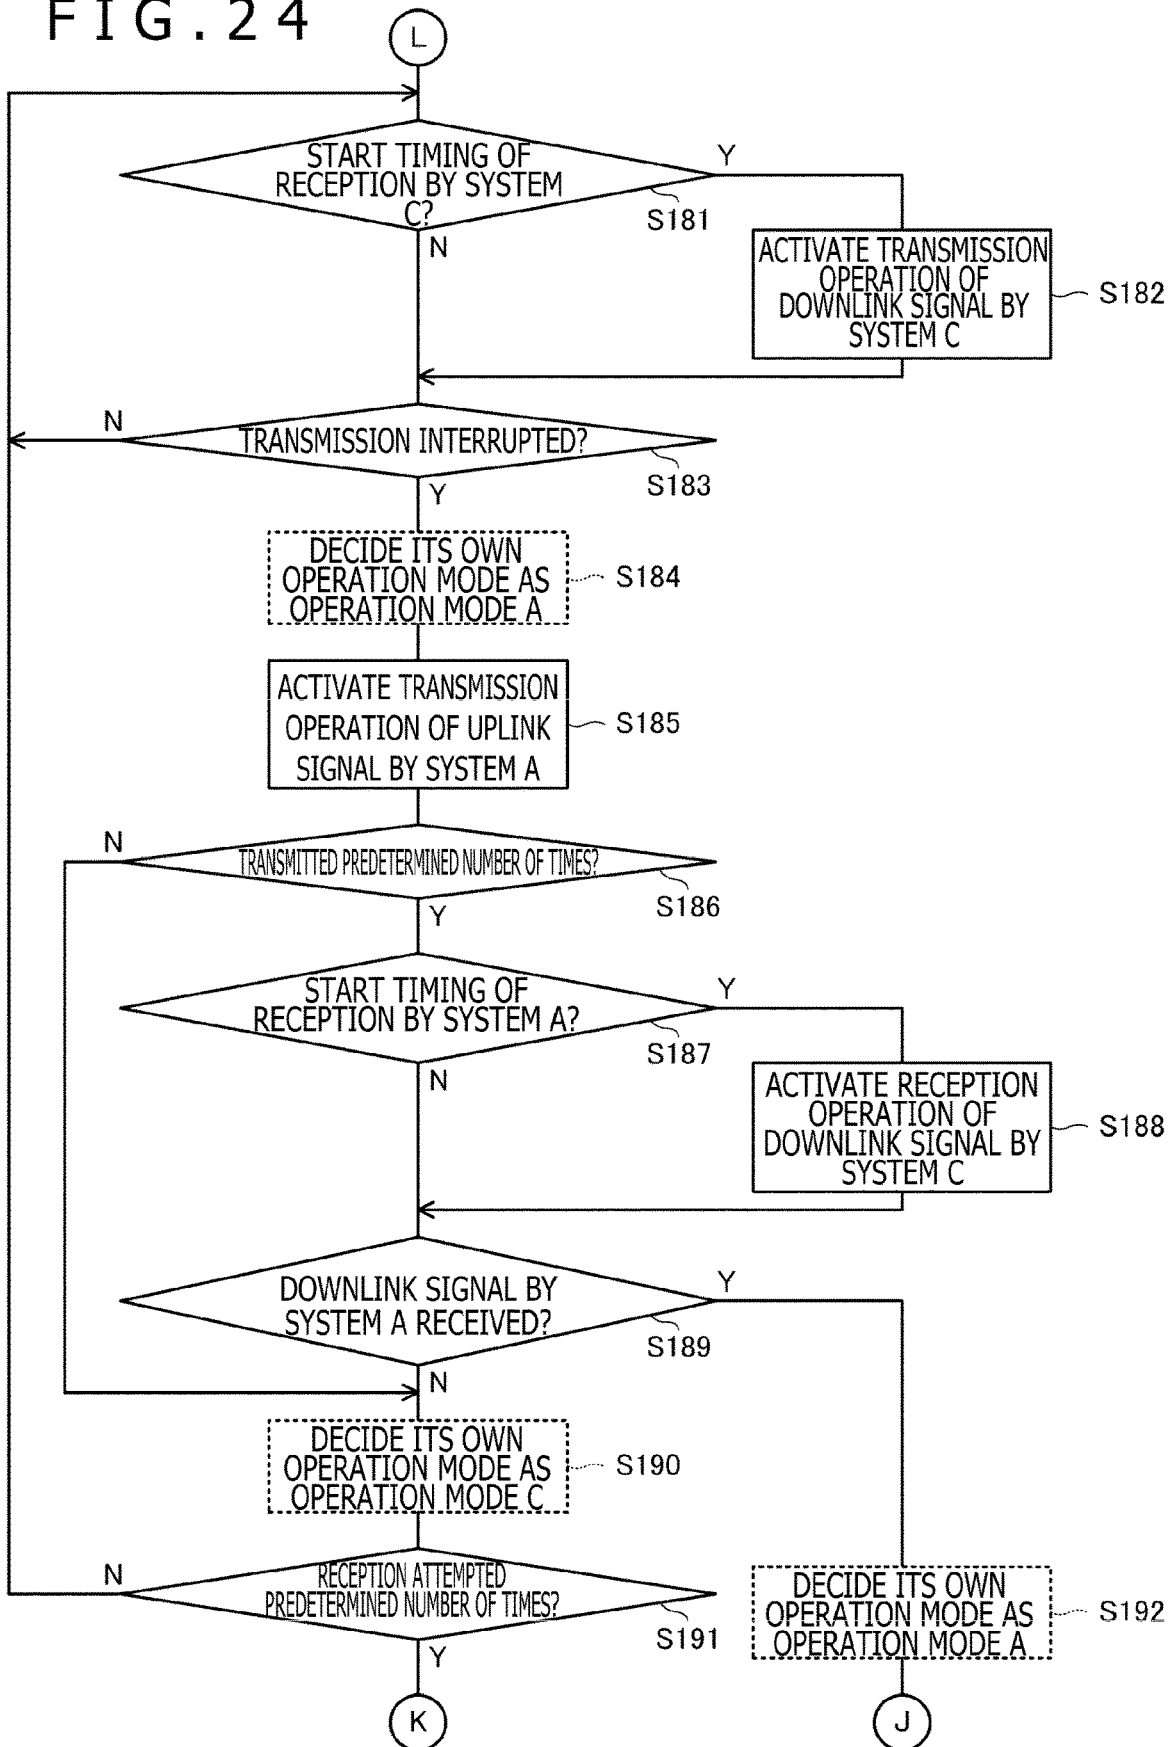 FIG.24
L
START TIMING OF
RECEPTION BY SYSTEM
C?
Y
S181
N
ACTIVATE TRANSMISSION
OPERATION OF
DOWNLINK SIGNAL BY
SYSTEM C
S182
N
TRANSMISSION INTERRUPTED?
S183
Y
DECIDE ITS OWN
OPERATION MODE AS
OPERATION MODE A
S184
ACTIVATE TRANSMISSION
OPERATION OF UPLINK
SIGNAL BY SYSTEM A
S185
N
TRANSMITTED PREDETERMINED NUMBER OF TIMES?
S186
Y
START TIMING OF
RECEPTION BY SYSTEM A?
Y
S187
N
ACTIVATE RECEPTION
OPERATION OF
DOWNLINK SIGNAL BY
SYSTEM C
S188
DOWNLINK SIGNAL BY
SYSTEM A RECEIVED?
Y
S189
N
DECIDE ITS OWN
OPERATION MODE AS
OPERATION MODE C
S190
N
RECEPTION ATTEMPTED
PREDETERMINED NUMBER OF TIMES?
S191
Y
DECIDE ITS OWN
OPERATION MODE AS
OPERATION MODE A
S192
K
J